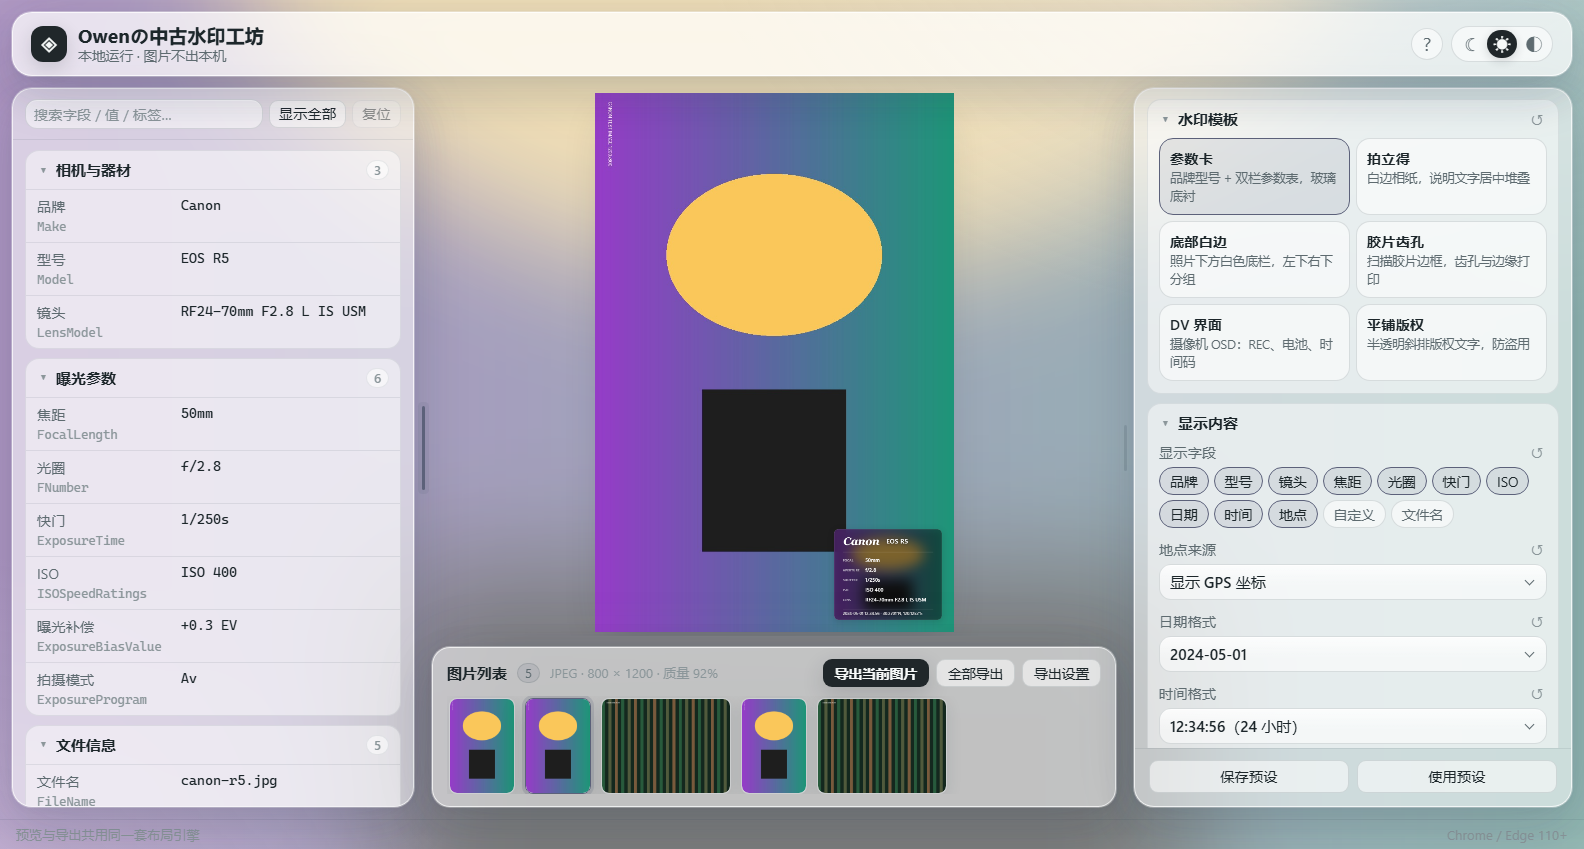 Owenの中古水印工坊
本地运行 · 图片不出本机
?
搜索字段 / 值 / 标签...
显示全部
复位
相机与器材
3
品牌
Canon
Make
型号
EOS R5
Model
镜头
RF24-70mm F2.8 L IS USM
LensModel
曝光参数
6
焦距
50mm
FocalLength
光圈
f/2.8
FNumber
快门
1/250s
ExposureTime
ISO
ISO 400
ISOSpeedRatings
曝光补偿
+0.3 EV
ExposureBiasValue
拍摄模式
Av
ExposureProgram
文件信息
5
文件名
canon-r5.jpg
FileName
Canon EOS R5
50mm
f/2.8
1/250s
ISO 400
RF24-70mm F2.8 L IS USM
图片列表
5
JPEG · 800 × 1200 · 质量 92%
导出当前图片
全部导出
导出设置
水印模板
参数卡
品牌型号 + 双栏参数表，玻璃
底衬
拍立得
白边相纸，说明文字居中堆叠
底部白边
照片下方白色底栏，左下右下
分组
胶片齿孔
扫描胶片边框，齿孔与边缘打
印
DV 界面
摄像机 OSD：REC、电池、时
间码
平铺版权
半透明斜排版权文字，防盗用
显示内容
显示字段
品牌
型号
镜头
焦距
光圈
快门
ISO
日期
时间
地点
自定义
文件名
地点来源
显示 GPS 坐标
日期格式
2024-05-01
时间格式
12:34:56（24 小时）
保存预设
使用预设
预览与导出共用同一套布局引擎
Chrome / Edge 110+